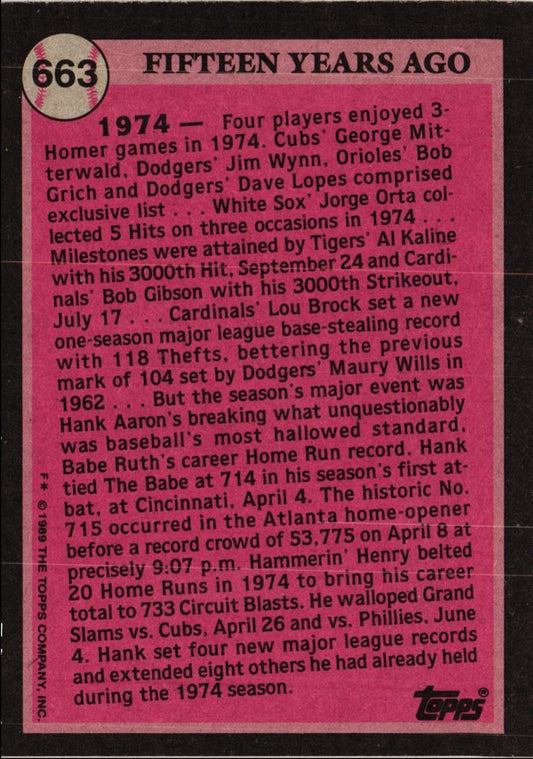 663
FIFTEEN YEARS AGO
1974 — Four players enjoyed 3-
Homer games in 1974. Cubs' George Mit-
terwald, Dodgers' Jim Wynn, Orioles' Bob
Grich and Dodgers' Dave Lopes comprised
exclusive list . . . White Sox' Jorge Orta col-
lected 5 Hits on three occasions in 1974 . . .
Milestones were attained by Tigers' Al Kaline
with his 3000th Hit, September 24 and Cardi-
nals' Bob Gibson with his 3000th Strikeout,
July 17 . . . Cardinals' Lou Brock set a new
one-season major league base-stealing record
with 118 Thefts, bettering the previous
mark of 104 set by Dodgers' Maury Wills in
1962 . . . But the season's major event was
Hank Aaron's breaking what unquestionably
was baseball's most hallowed standard,
Babe Ruth's career Home Run record. Hank
tied The Babe at 714 in his season's first at-
bat, at Cincinnati, April 4. The historic No.
715 occurred in the Atlanta home-opener
before a record crowd of 53,775 on April 8 at
precisely 9:07 p.m. Hammerin' Henry belted
20 Home Runs in 1974 to bring his career
total to 733 Circuit Blasts. He walloped Grand
Slams vs. Cubs, April 26 and vs. Phillies, June
4. Hank set four new major league records
and extended eight others he had already held
during the 1974 season.
F* © 1989 THE TOPPS COMPANY, INC.
Topps®